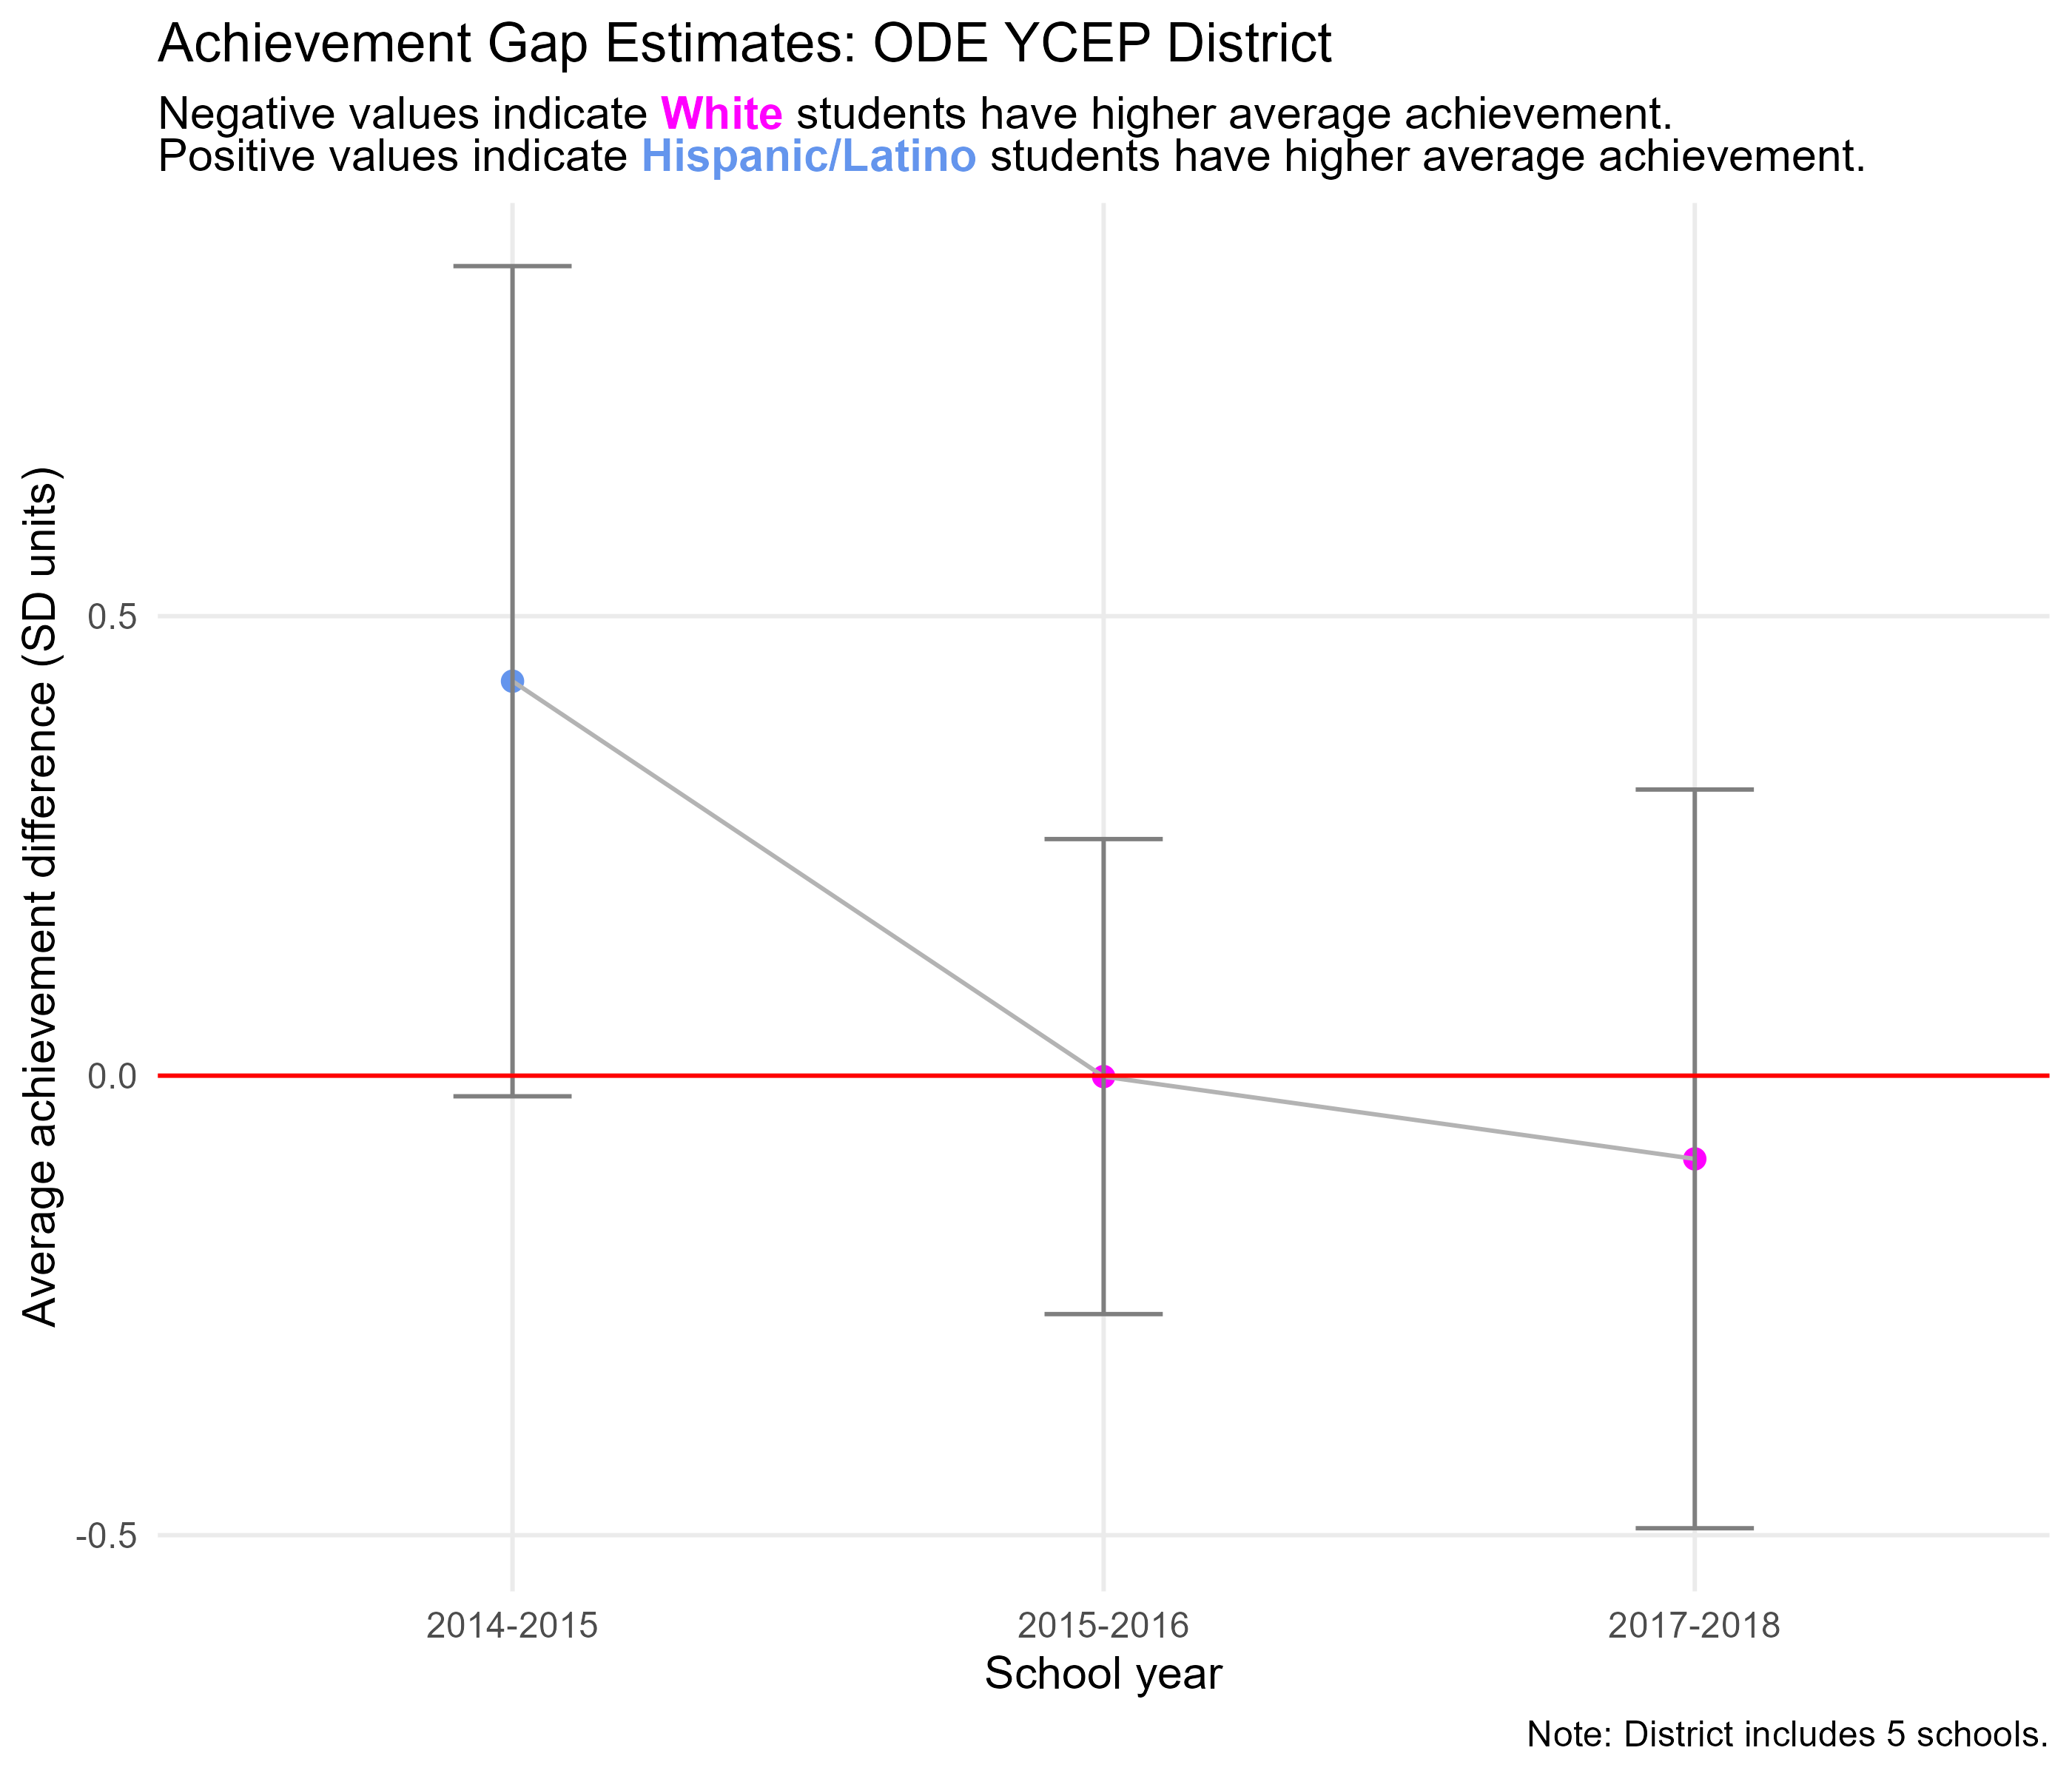 Achievement Gap Estimates: ODE YCEP District
Negative values indicate White students have higher average achievement.
Positive values indicate Hispanic/Latino students have higher average achievement.
Average achievement difference (SD units)
0.5
0.0
-0.5
2014-2015
2015-2016
2017-2018
School year
Note: District includes 5 schools.